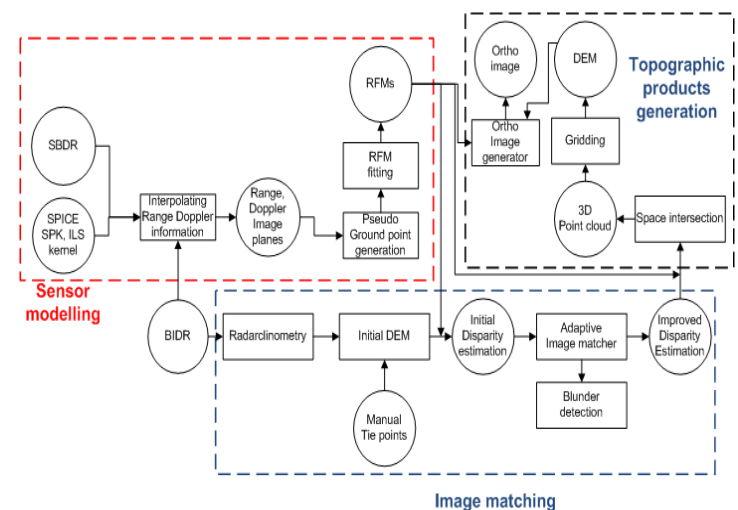 Ortho
image
DEM
Topographic
products
generation
RFMs
SBDR
Ortho
Image
generator
Gridding
RFM
fitting
SPICE
SPK, ILS
kernel
Interpolating
Range Doppler
information
Range,
Doppler
Image
planes
Pseudo
Ground point
generation
3D
Point cloud
Space intersection
Sensor
modelling
BIDR
Radarclinometry
Initial DEM
Initial
Disparity
estimation
Adaptive
Image matcher
Improved
Disparity
Estimation
Manual
Tie points
Blunder
detection
Image matching